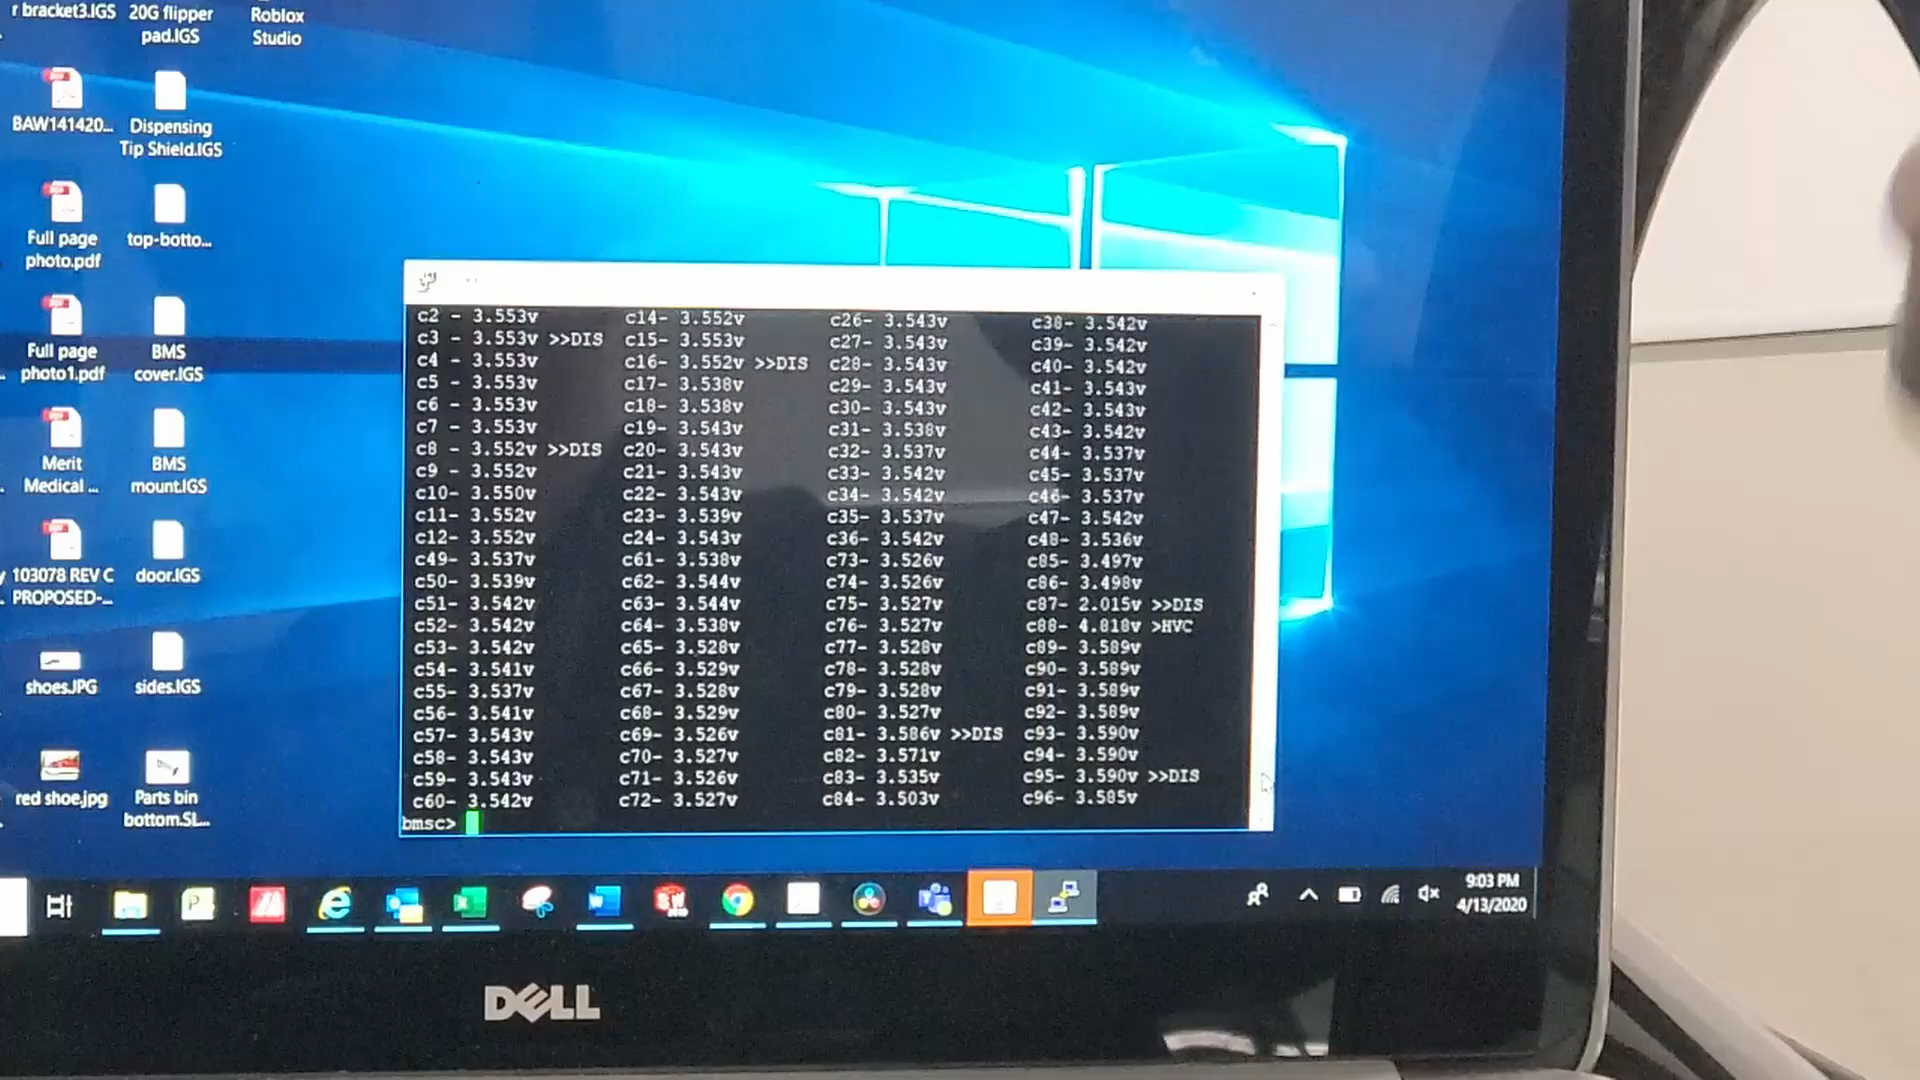 r bracket3.IGS
20G flipper
pad.IGS
Roblox
Studio
BAW141420...
Dispensing
Tip Shield.IGS
Full page
photo.pdf
top-botto...
Full page
photo1.pdf
BMS
cover.IGS
Merit
Medical ...
BMS
mount.IGS
103078 REV C
PROPOSED-...
door.IGS
shoes.JPG
sides.IGS
red shoe.jpg
Parts bin
bottom.SL...
c2 - 3.553v c14- 3.552v c26- 3.543v c38- 3.542v
c3 - 3.553v >>DIS c15- 3.553v c27- 3.543v c39- 3.542v
c4 - 3.553v c16- 3.552v >>DIS c28- 3.543v c40- 3.542v
c5 - 3.553v c17- 3.538v c29- 3.543v c41- 3.543v
c6 - 3.553v c18- 3.538v c30- 3.543v c42- 3.543v
c7 - 3.553v c19- 3.543v c31- 3.538v c43- 3.542v
c8 - 3.552v >>DIS c20- 3.543v c32- 3.537v c44- 3.537v
c9 - 3.552v c21- 3.543v c33- 3.542v c45- 3.537v
c10- 3.550v c22- 3.543v c34- 3.542v c46- 3.537v
c11- 3.552v c23- 3.539v c35- 3.537v c47- 3.542v
c12- 3.552v c24- 3.543v c36- 3.542v c48- 3.536v
c49- 3.537v c61- 3.538v c73- 3.526v c85- 3.497v
c50- 3.539v c62- 3.544v c74- 3.526v c86- 3.498v
c51- 3.542v c63- 3.544v c75- 3.527v c87- 2.015v >>DIS
c52- 3.542v c64- 3.538v c76- 3.527v c88- 4.818v >HVC
c53- 3.542v c65- 3.528v c77- 3.528v c89- 3.589v
c54- 3.541v c66- 3.529v c78- 3.528v c90- 3.589v
c55- 3.537v c67- 3.528v c79- 3.528v c91- 3.589v
c56- 3.541v c68- 3.529v c80- 3.527v c92- 3.589v
c57- 3.543v c69- 3.526v c81- 3.586v >>DIS c93- 3.590v
c58- 3.543v c70- 3.527v c82- 3.571v c94- 3.590v
c59- 3.543v c71- 3.526v c83- 3.535v c95- 3.590v >>DIS
c60- 3.542v c72- 3.527v c84- 3.503v c96- 3.585v
bmsc>
9:03 PM
4/13/2020
DELL